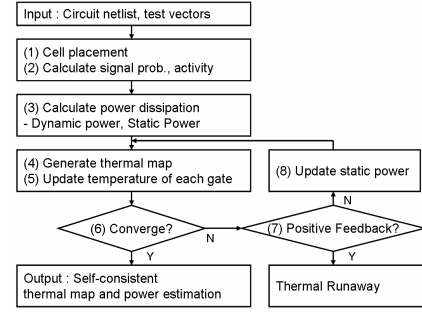 Input : Circuit netlist, test vectors
(1) Cell placement
(2) Calculate signal prob., activity
(3) Calculate power dissipation
- Dynamic power, Static Power
(4) Generate thermal map
(5) Update temperature of each gate
(8) Update static power
N
(6) Converge?
N
(7) Positive Feedback?
Y
Y
Output : Self-consistent
thermal map and power estimation
Thermal Runaway